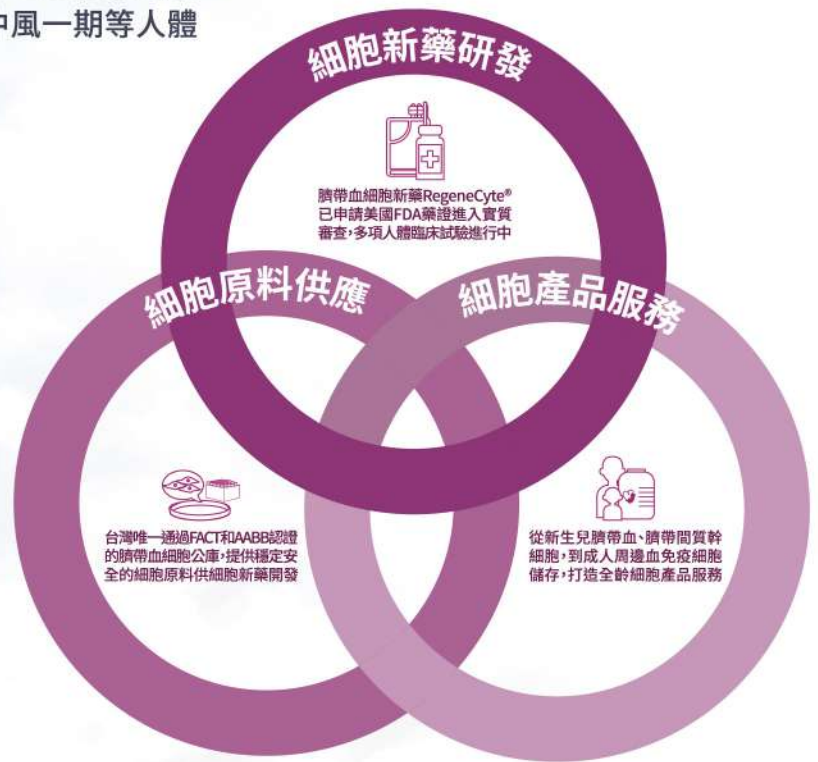 中風一期等人體
細胞新藥研發
臍帶血細胞新藥RegeneCyte®
已申請美國FDA藥證進入實質
審查,多項人體臨床試驗進行中
細胞原料供應
細胞產品服務
台灣唯一通過FACT和AABB認證
的臍帶血細胞公庫,提供穩定安
全的細胞原料供細胞新藥開發
從新生兒臍帶血、臍帶間質幹
細胞,到成人周邊血免疫細胞
儲存,打造全齡細胞產品服務